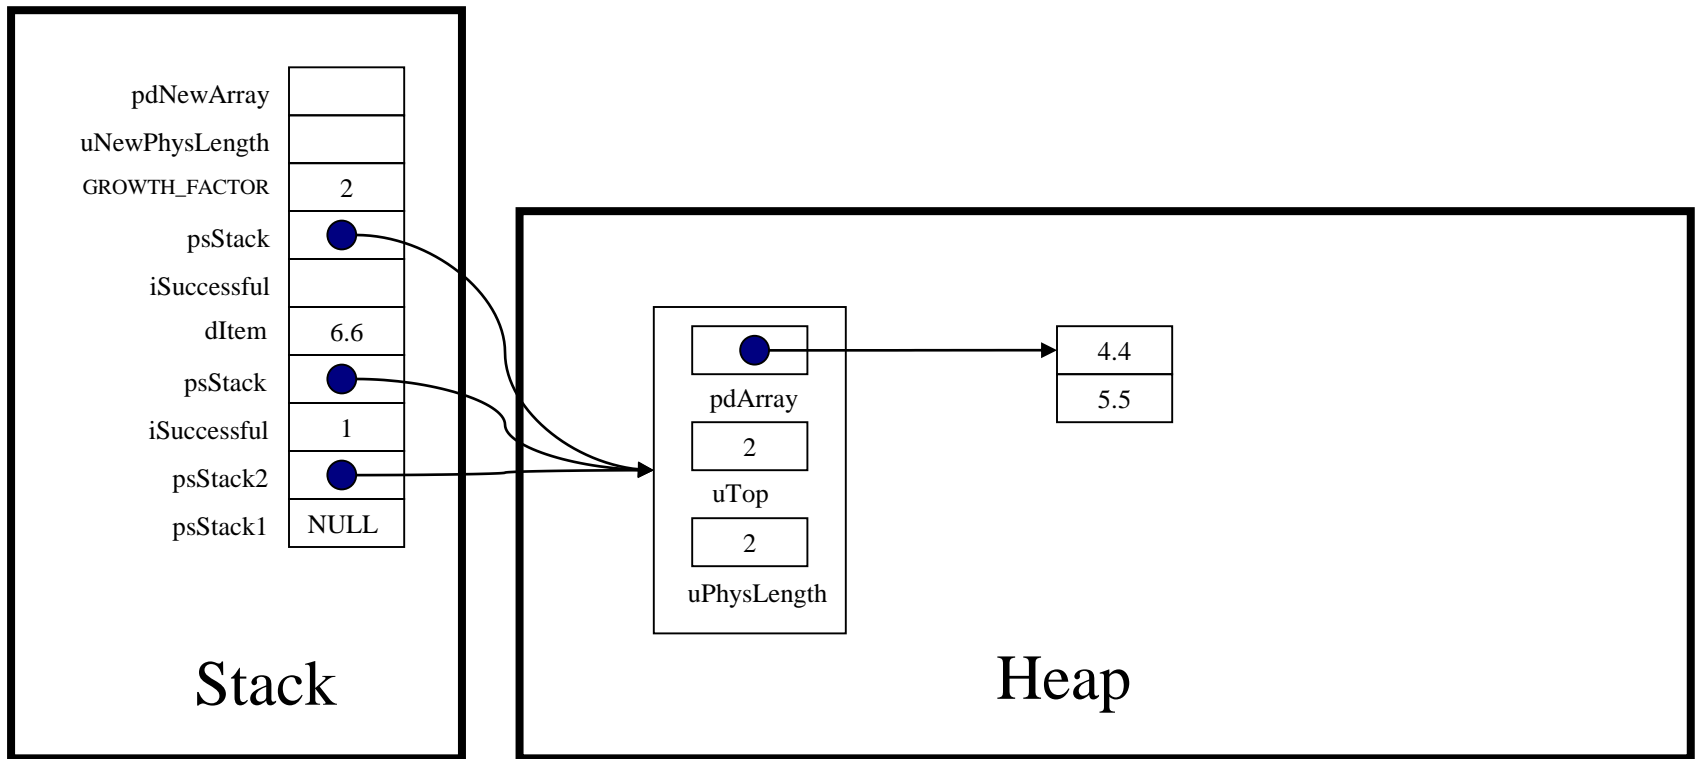 pdNewArray
uNewPhysLength
GROWTH_FACTOR 2
psStack
iSuccessful
dItem 6.6
psStack
iSuccessful 1
psStack2
psStack1 NULL
Stack
pdArray
2
uTop
2
uPhysLength
4.4
5.5
Heap